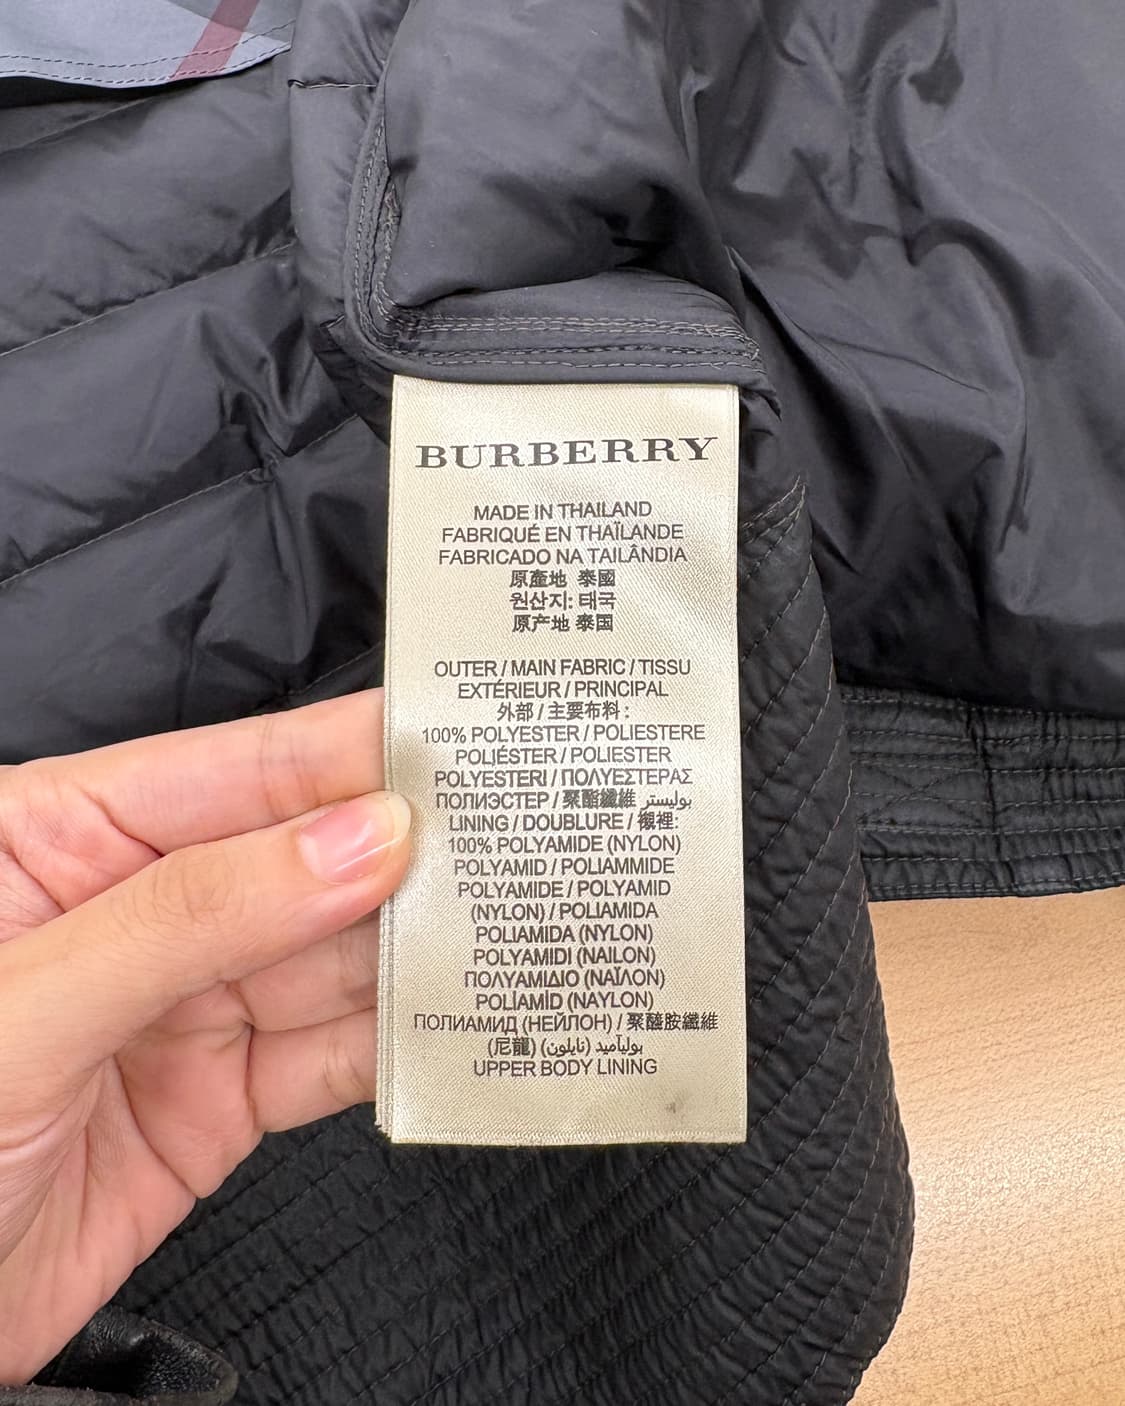 BURBERRY
MADE IN THAILAND
FABRIQUÉ EN THAÏLANDE
FABRICADO NA TAILÂNDIA
原產地 泰國
원산지: 태국
原产地 泰国
OUTER / MAIN FABRIC / TISSU
EXTÉRIEUR / PRINCIPAL
外部 / 主要布料 :
100% POLYESTER / POLIESTERE
POLIÉSTER / POLIESTER
POLYESTERI / ΠΟΛΥΕΣΤΕΡΑΣ
ПОЛИЭСТЕР / 聚酯纖維 بوليستر
LINING / DOUBLURE / 襯裡:
100% POLYAMIDE (NYLON)
POLYAMID / POLIAMMIDE
POLYAMIDE / POLYAMID
(NYLON) / POLIAMIDA
POLIAMIDA (NYLON)
POLYAMIDI (NAILON)
ΠΟΛΥΑΜΙΔΙΟ (ΝΑΪΛΟΝ)
POLİAMİD (NAYLON)
ПОЛИАМИД (НЕЙЛОН) / 聚醯胺纖維
(尼龍) بوليآميد (نايلون)
UPPER BODY LINING